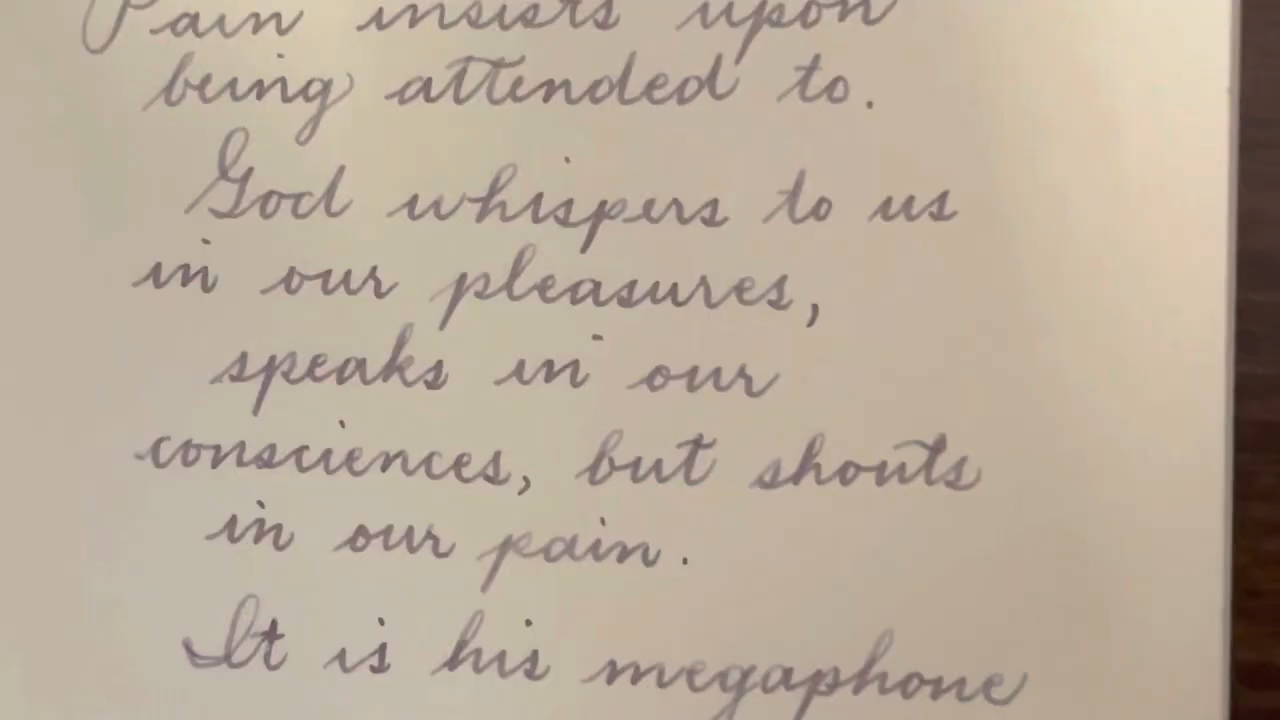 Pain insists upon
being attended to.
God whispers to us
in our pleasures,
speaks in our
consciences, but shouts
in our pain.
It is his megaphone